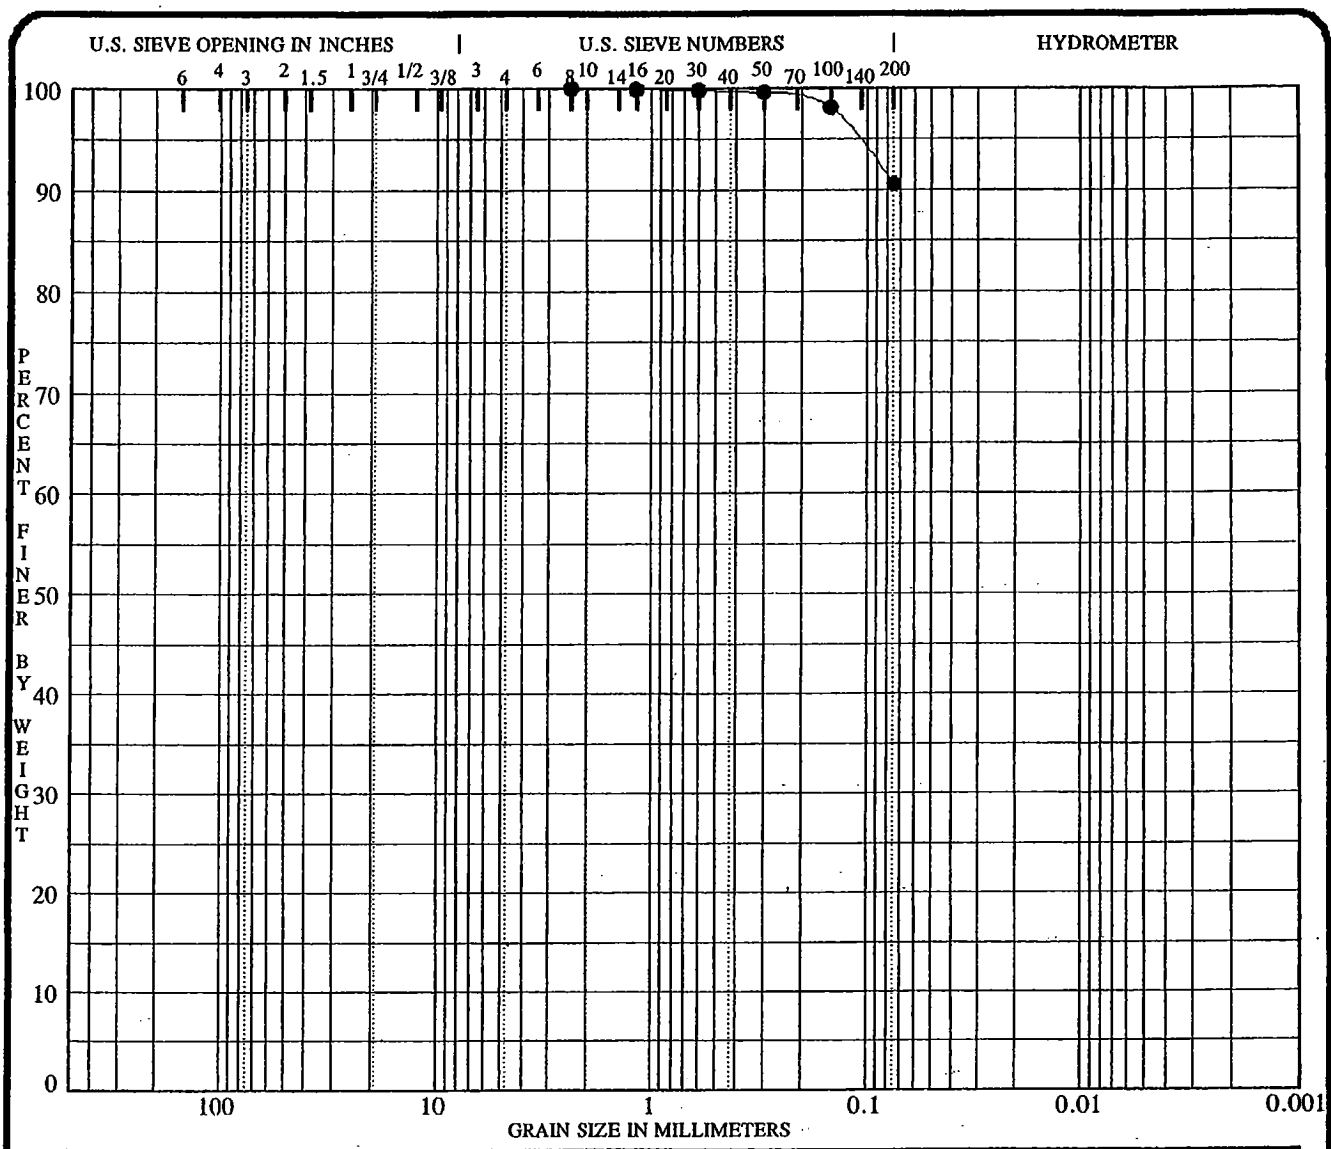 U.S. SIEVE OPENING IN INCHES | U.S. SIEVE NUMBERS | HYDROMETER
6 4 3 2 1.5 1 3/4 1/2 3/8 3 4 6 8 10 14 16 20 30 40 50 70 100 140 200
100
90
80
70
60
50
40
30
20
10
0
PERCENT FINER BY WEIGHT
100 10 1 0.1 0.01 0.001
GRAIN SIZE IN MILLIMETERS